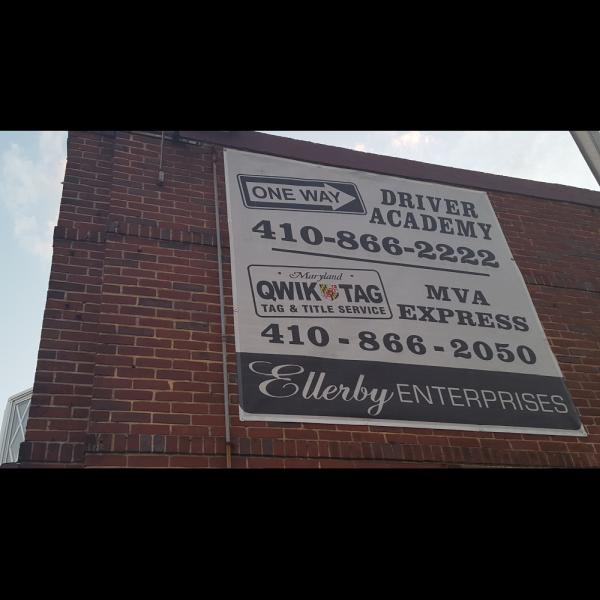 ONE WAY DRIVER ACADEMY
410-866-2222
Maryland
QWIK TAG
TAG & TITLE SERVICE
MVA EXPRESS
410-866-2050
Ellerby ENTERPRISES